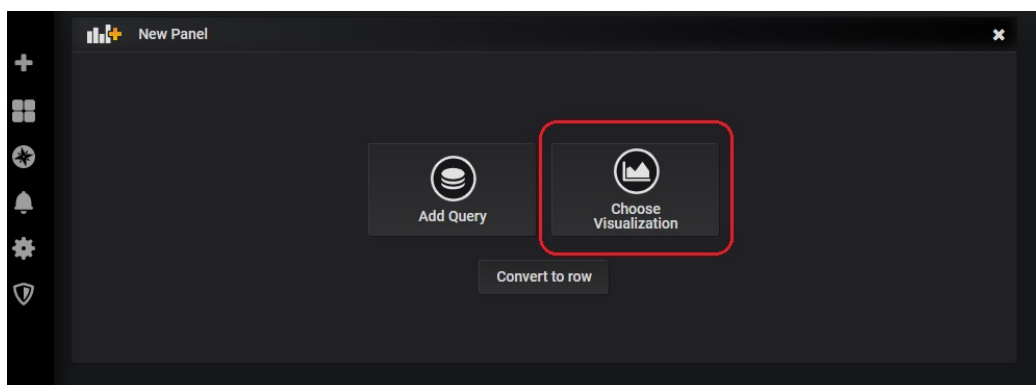 New Panel
Add Query
Choose
Visualization
Convert to row